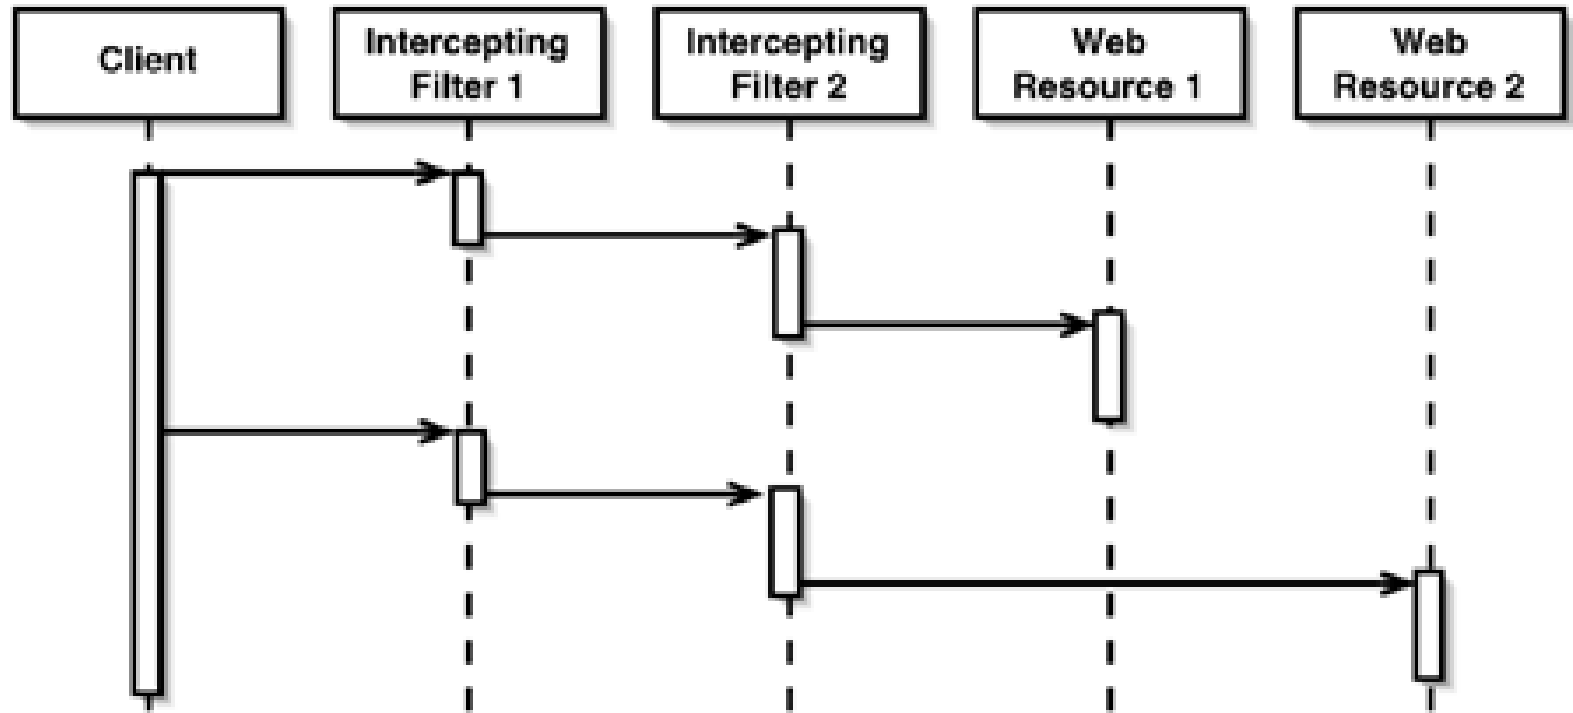 Client
Intercepting
Filter 1
Intercepting
Filter 2
Web
Resource 1
Web
Resource 2